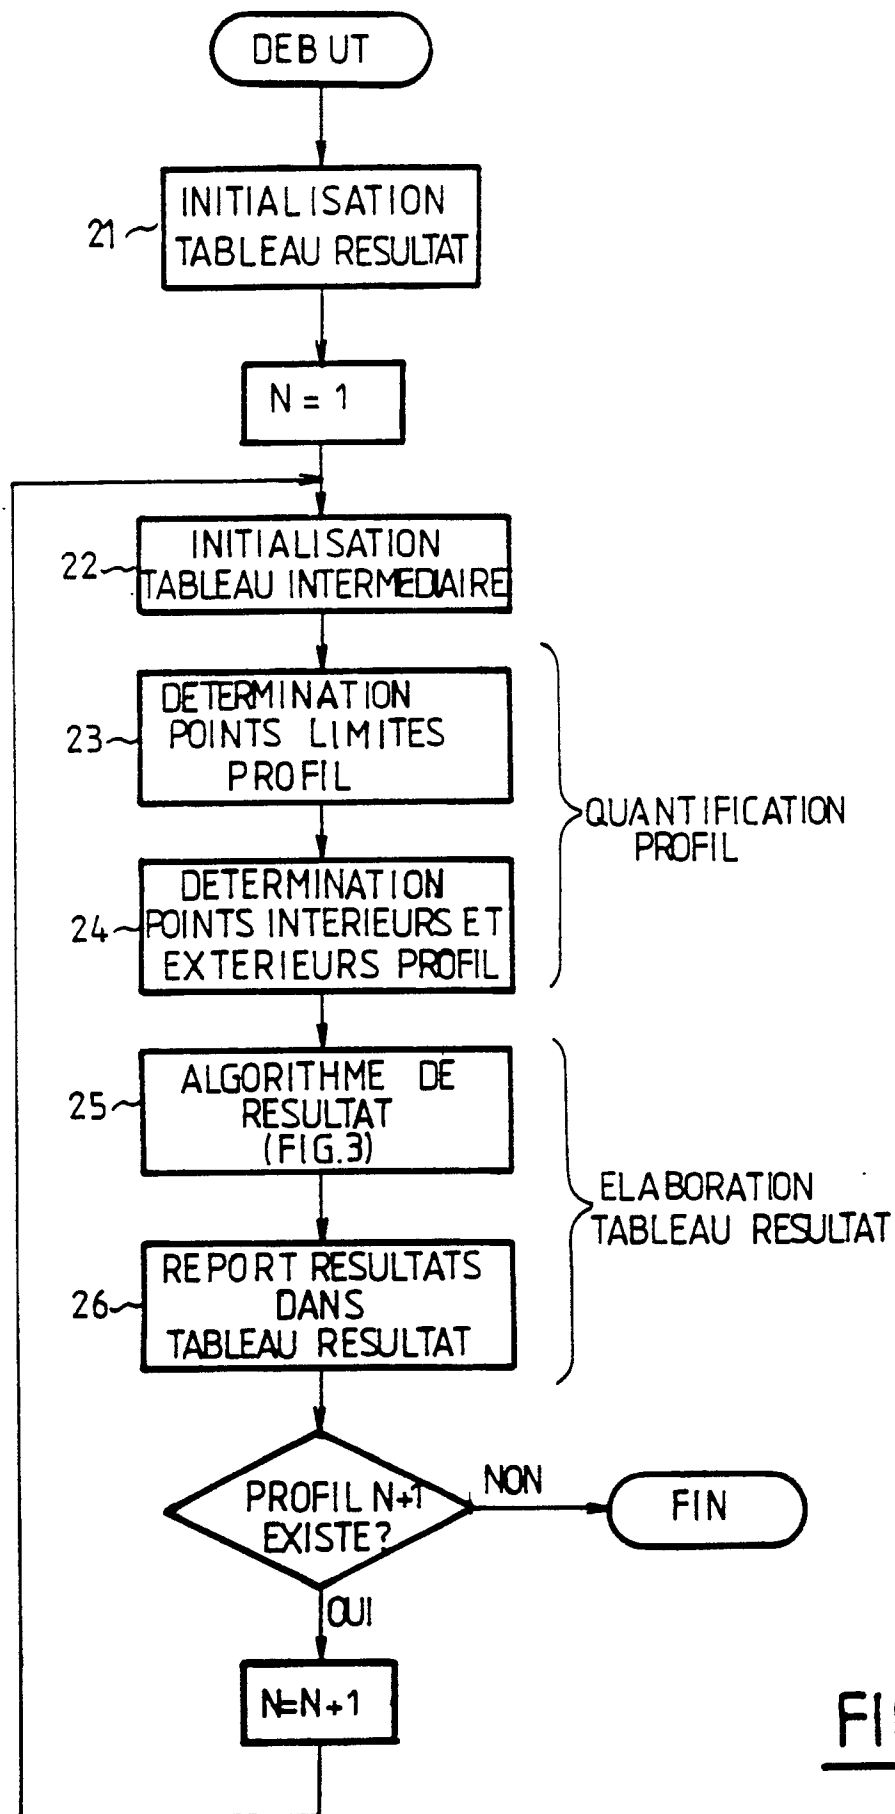 DEBUT
INITIALISATION
21
TABLEAU RESULTAT
N = 1
INITIALISATION
22
TABLEAU INTERMEDIAIRE
DETERMINATION
23
POINTS LIMITES
PROFIL
QUANTIFICATION
PROFIL
DETERMINATION
24
POINTS INTERIEURS ET
EXTERIEURS PROFIL
ALGORITHME DE
25
RESULTAT
(FIG.3)
ELABORATION
TABLEAU RESULTAT
REPORT RESULTATS
26
DANS
TABLEAU RESULTAT
PROFIL N+1
EXISTE?
NON
FIN
OUI
N=N+1